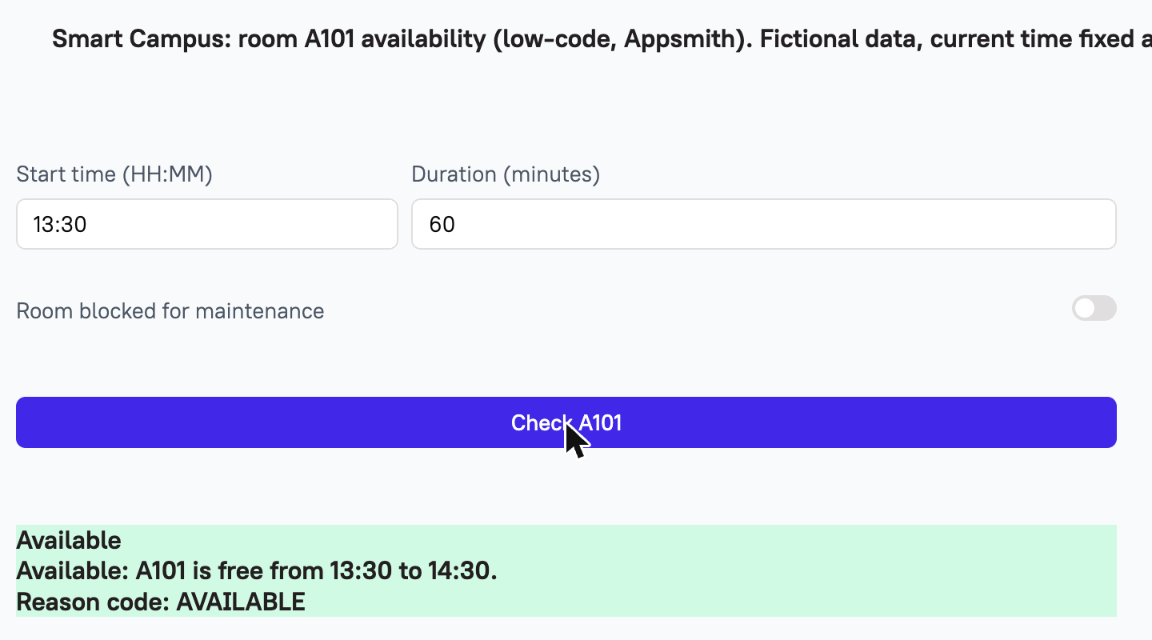 Smart Campus: room A101 availability (low-code, Appsmith). Fictional data, current time fixed a
Start time (HH:MM)
Duration (minutes)
13:30
60
Room blocked for maintenance
Check A101
Available
Available: A101 is free from 13:30 to 14:30.
Reason code: AVAILABLE